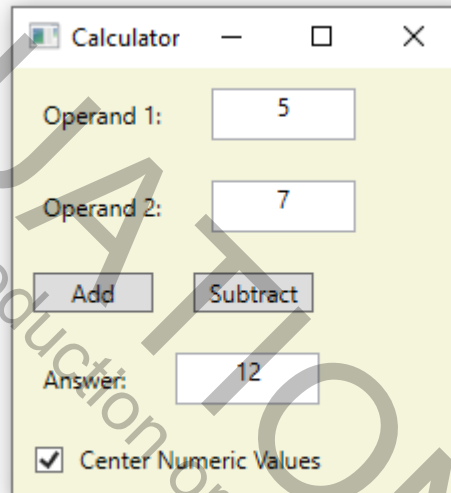 Calculator
Operand 1: 5
Operand 2: 7
Add Subtract
Answer: 12
Center Numeric Values